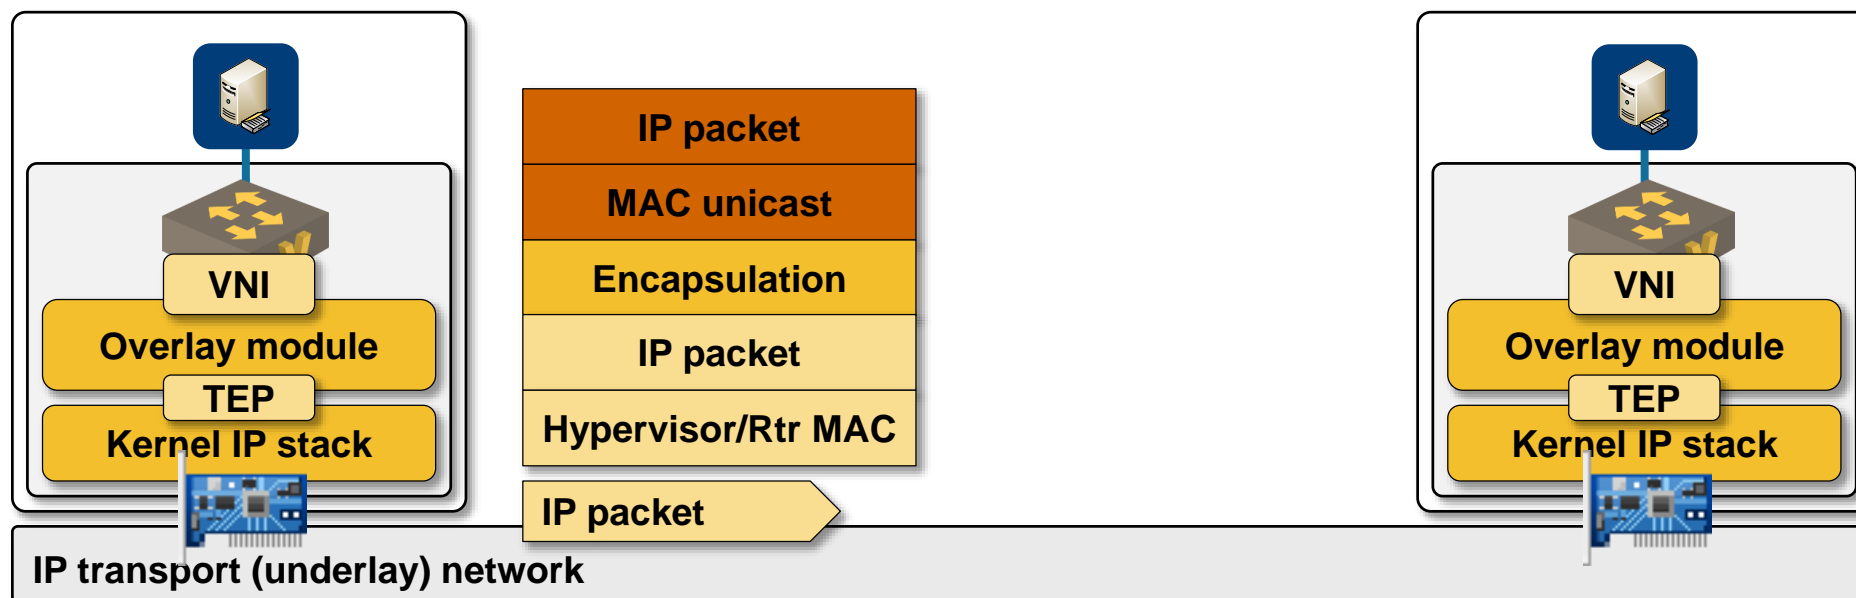 VNI
Overlay module
TEP
Kernel IP stack
IP packet
MAC unicast
Encapsulation
IP packet
Hypervisor/Rtr MAC
IP packet
VNI
Overlay module
TEP
Kernel IP stack
IP transport (underlay) network